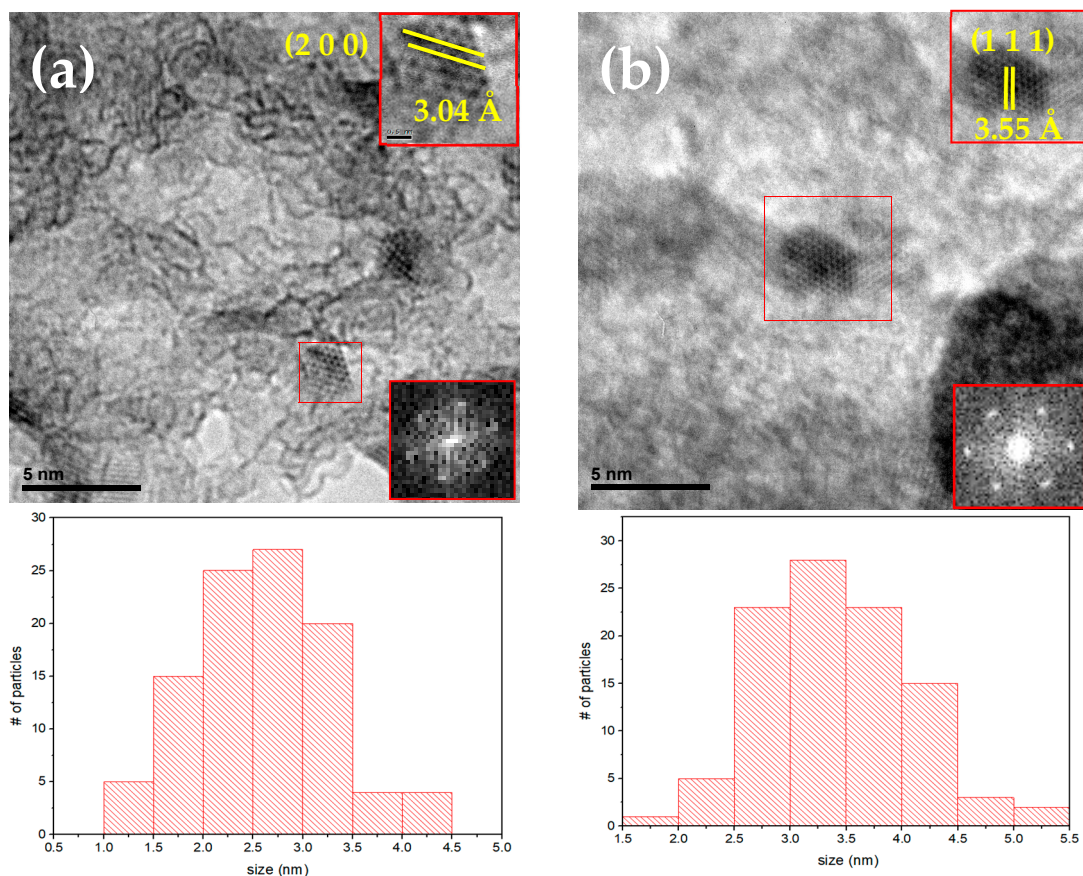 (a)
(2 0 0)
3.04 Å
5 nm
(b)
(1 1 1)
3.55 Å
5 nm
30
25
20
15
10
5
0
# of particles
0.5 1.0 1.5 2.0 2.5 3.0 3.5 4.0 4.5 5.0
size (nm)
30
25
20
15
10
5
0
# of particles
1.5 2.0 2.5 3.0 3.5 4.0 4.5 5.0 5.5
size (nm)